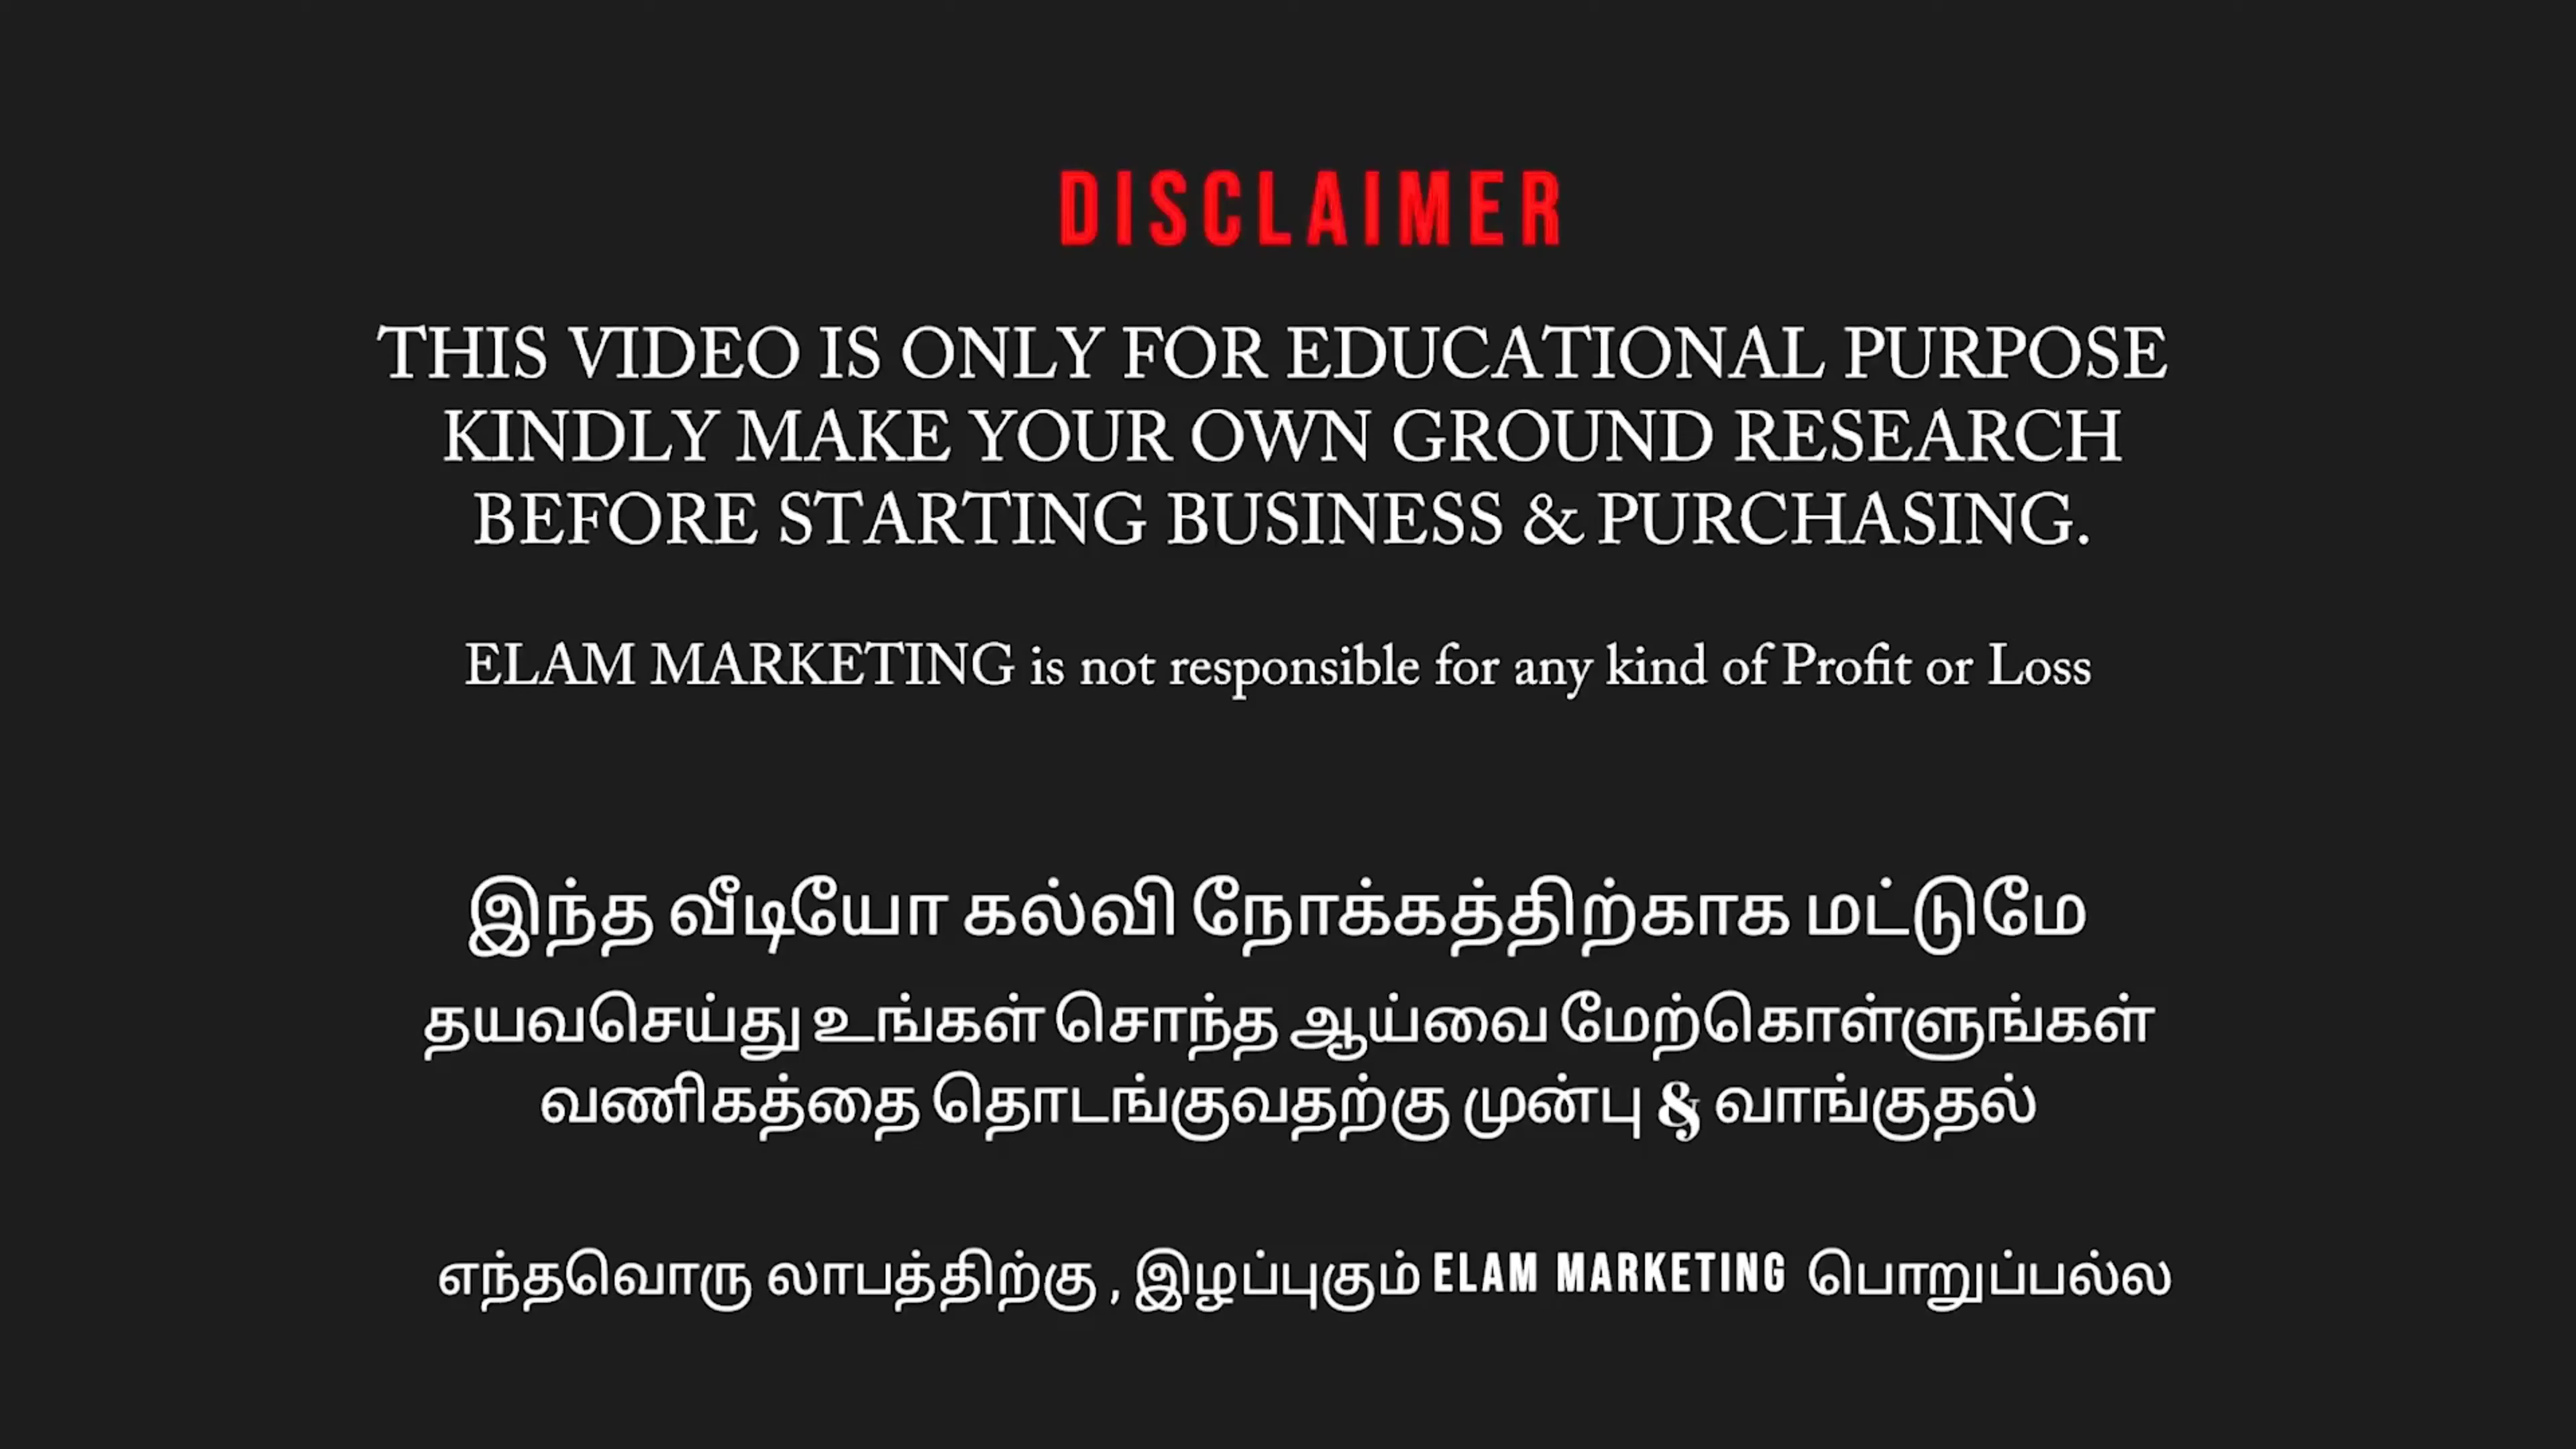 DISCLAIMER
THIS VIDEO IS ONLY FOR EDUCATIONAL PURPOSE
KINDLY MAKE YOUR OWN GROUND RESEARCH
BEFORE STARTING BUSINESS & PURCHASING.
ELAM MARKETING is not responsible for any kind of Profit or Loss
இந்த வீடியோ கல்வி நோக்கத்திற்காக மட்டுமே
தயவசெய்து உங்கள் சொந்த ஆய்வை மேற்கொள்ளுங்கள்
வணிகத்தை தொடங்குவதற்கு முன்பு & வாங்குதல்
எந்தவொரு லாபத்திற்கு , இழப்புகும் ELAM MARKETING பொறுப்பல்ல